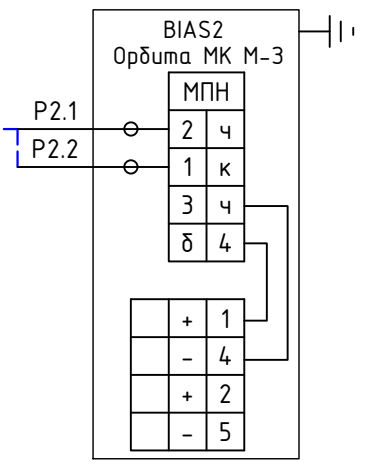 BIAS2
Орбита МК М-3
МПН
P2.1
2 ч
P2.2
1 к
3 ч
б 4
+ 1
- 4
+ 2
- 5